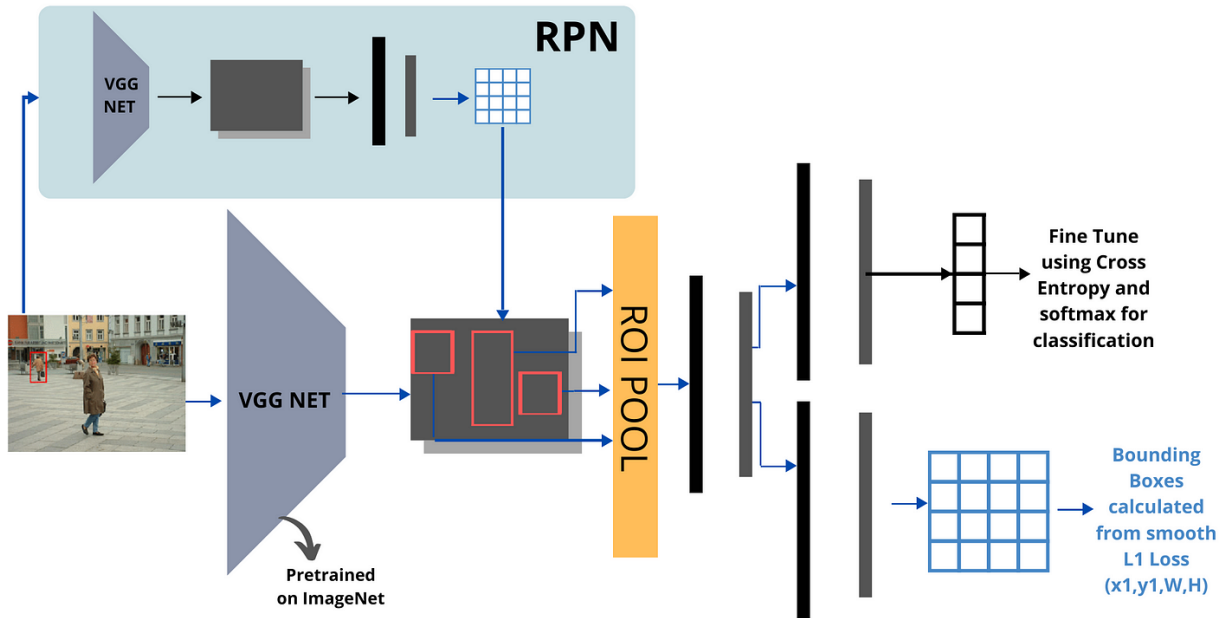 RPN
VGG
NET
VGG NET
Pretrained
on ImageNet
ROI POOL
Fine Tune
using Cross
Entropy and
softmax for
classification
Bounding
Boxes
calculated
from smooth
L1 Loss
(x1,y1,W,H)